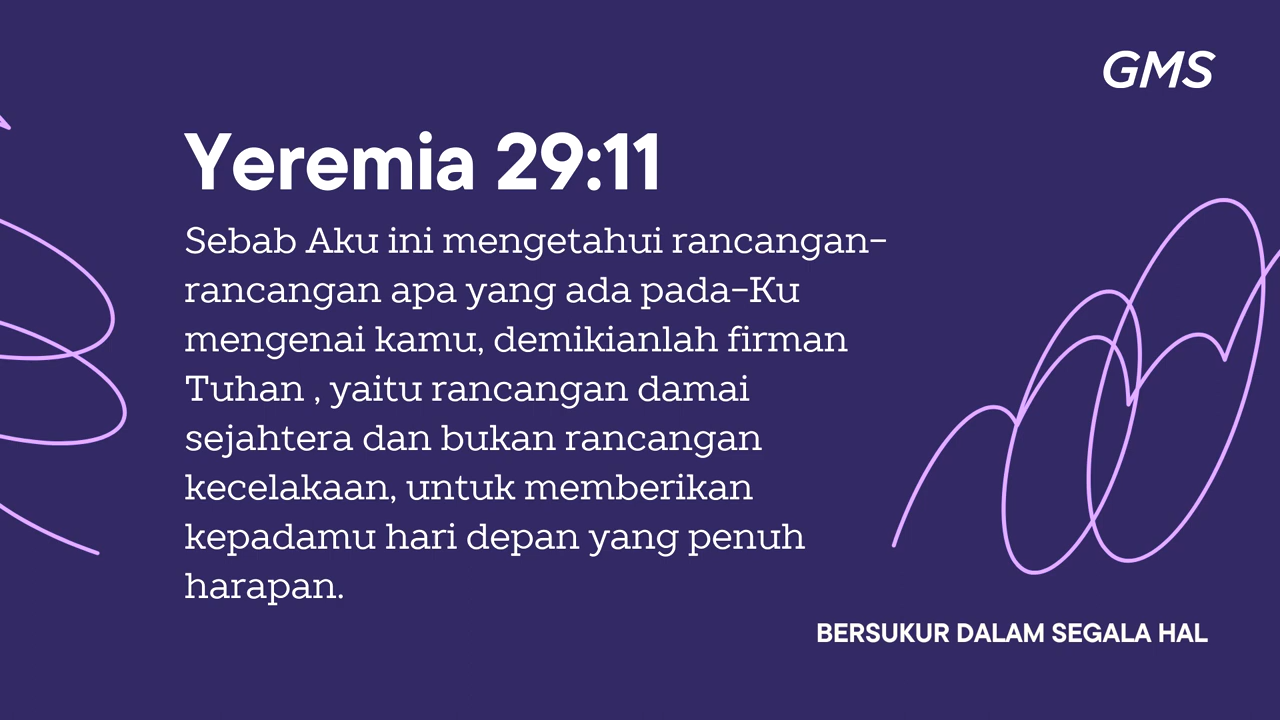 GMS
Yeremia 29:11
Sebab Aku ini mengetahui rancangan-
rancangan apa yang ada pada-Ku
mengenai kamu, demikianlah firman
Tuhan , yaitu rancangan damai
sejahtera dan bukan rancangan
kecelakaan, untuk memberikan
kepadamu hari depan yang penuh
harapan.
BERSUKUR DALAM SEGALA HAL